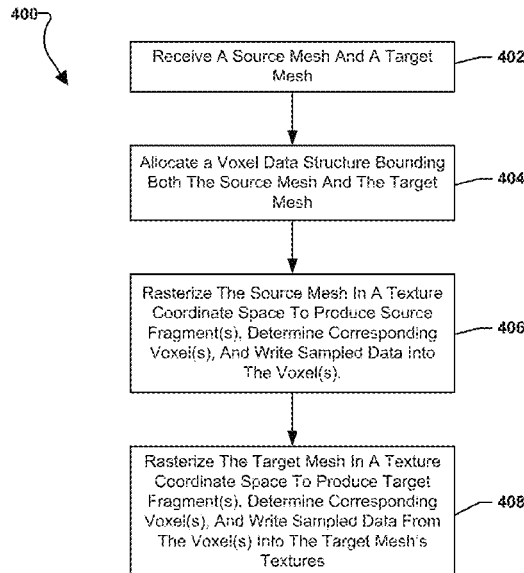 400
Receive A Source Mesh And A Target
Mesh
402
Allocate a Voxel Data Structure Bounding
Both The Source Mesh And The Target
Mesh
404
Rasterize The Source Mesh In A Texture
Coordinate Space To Produce Source
Fragment(s), Determine Corresponding
Voxel(s), And Write Sampled Data Into
The Voxel(s).
406
Rasterize The Target Mesh In A Texture
Coordinate Space To Produce Target
Fragment(s), Determine Corresponding
Voxel(s), And Write Sampled Data From
The Voxel(s) Into The Target Mesh's
Textures
408